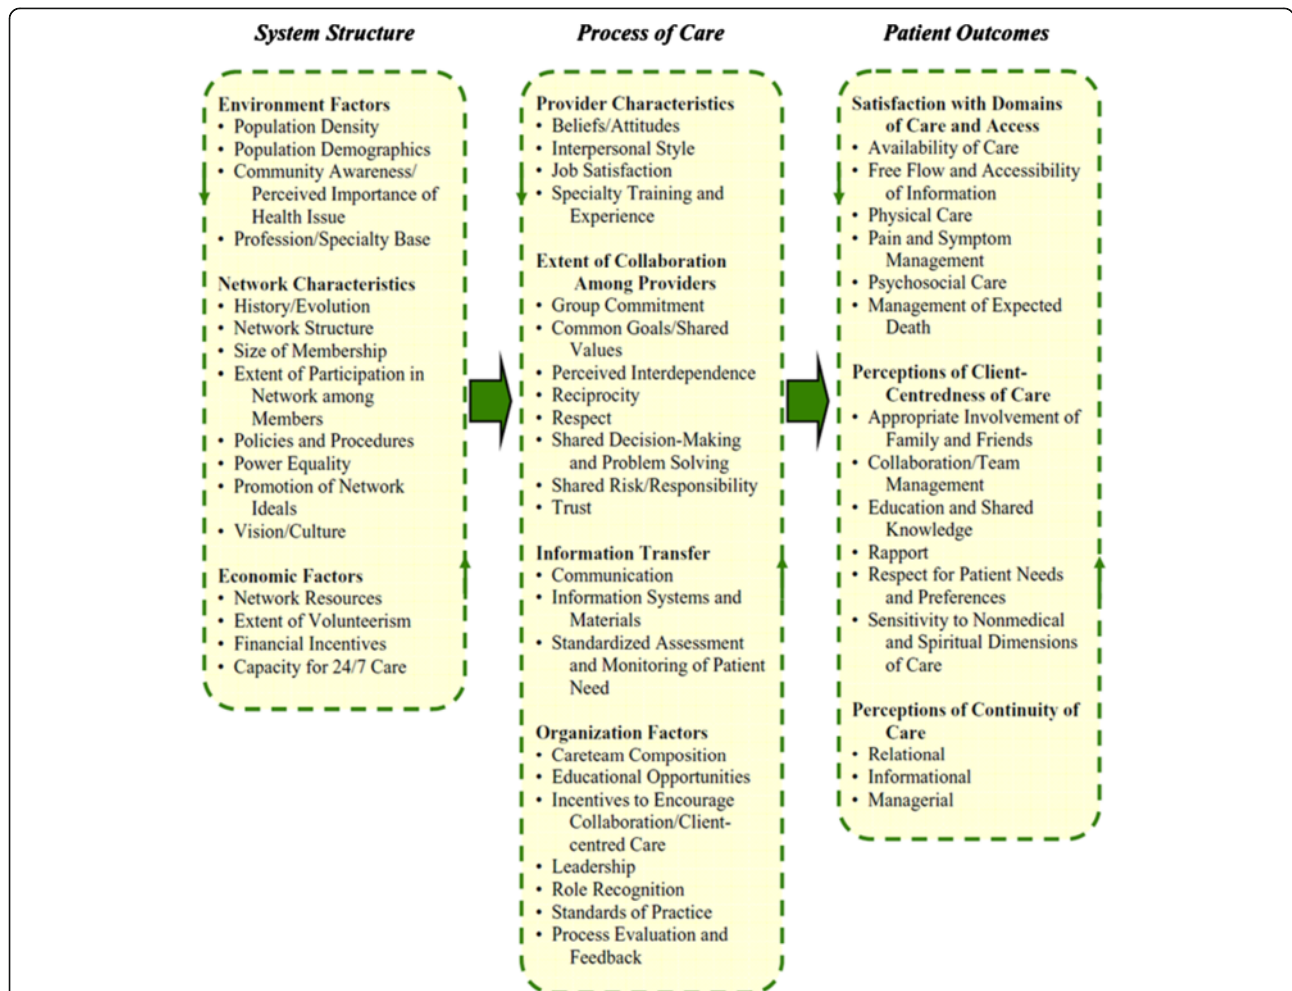 System Structure
Environment Factors
• Population Density
• Population Demographics
• Community Awareness/
Perceived Importance of
Health Issue
• Profession/Specialty Base
Network Characteristics
• History/Evolution
• Network Structure
• Size of Membership
• Extent of Participation in
Network among
Members
• Policies and Procedures
• Power Equality
• Promotion of Network
Ideals
• Vision/Culture
Economic Factors
• Network Resources
• Extent of Volunteerism
• Financial Incentives
• Capacity for 24/7 Care
Process of Care
Provider Characteristics
• Beliefs/Attitudes
• Interpersonal Style
• Job Satisfaction
• Specialty Training and
Experience
Extent of Collaboration
Among Providers
• Group Commitment
• Common Goals/Shared
Values
• Perceived Interdependence
• Reciprocity
• Respect
• Shared Decision-Making
and Problem Solving
• Shared Risk/Responsibility
• Trust
Information Transfer
• Communication
• Information Systems and
Materials
• Standardized Assessment
and Monitoring of Patient
Need
Organization Factors
• Careteam Composition
• Educational Opportunities
• Incentives to Encourage
Collaboration/Client-
centred Care
• Leadership
• Role Recognition
• Standards of Practice
• Process Evaluation and
Feedback
Patient Outcomes
Satisfaction with Domains
of Care and Access
• Availability of Care
• Free Flow and Accessibility
of Information
• Physical Care
• Pain and Symptom
Management
• Psychosocial Care
• Management of Expected
Death
Perceptions of Client-
Centredness of Care
• Appropriate Involvement of
Family and Friends
• Collaboration/Team
Management
• Education and Shared
Knowledge
• Rapport
• Respect for Patient Needs
and Preferences
• Sensitivity to Nonmedical
and Spiritual Dimensions
of Care
Perceptions of Continuity of
Care
• Relational
• Informational
• Managerial